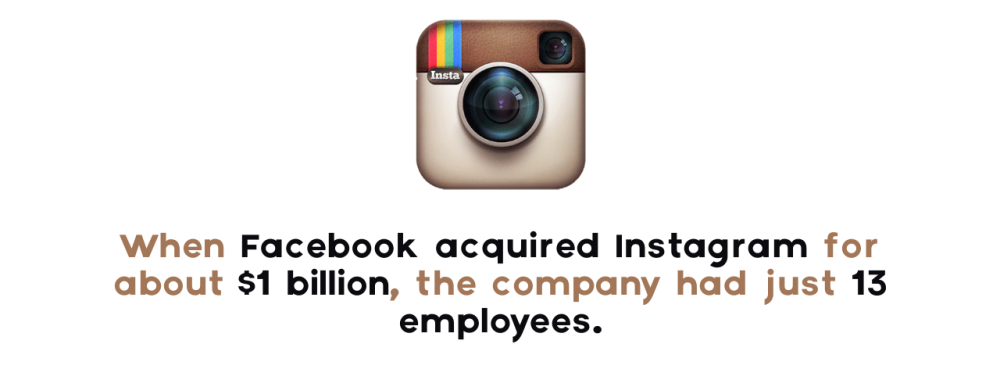 Insta
When Facebook acquired Instagram for
about $1 billion, the company had just 13
employees.